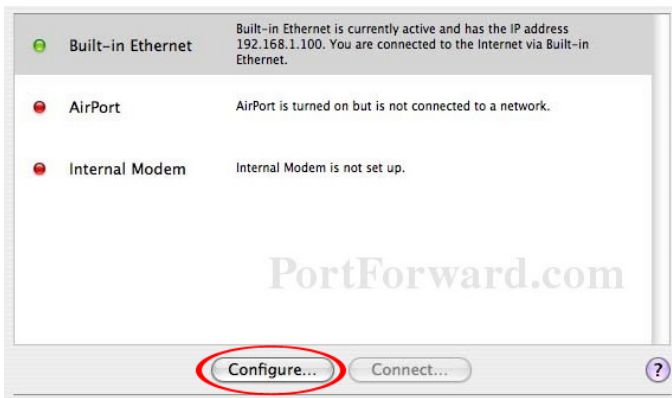 Built-in Ethernet
Built-in Ethernet is currently active and has the IP address
192.168.1.100. You are connected to the Internet via Built-in
Ethernet.
AirPort
AirPort is turned on but is not connected to a network.
Internal Modem
Internal Modem is not set up.
PortForward.com
Configure...
Connect...
?